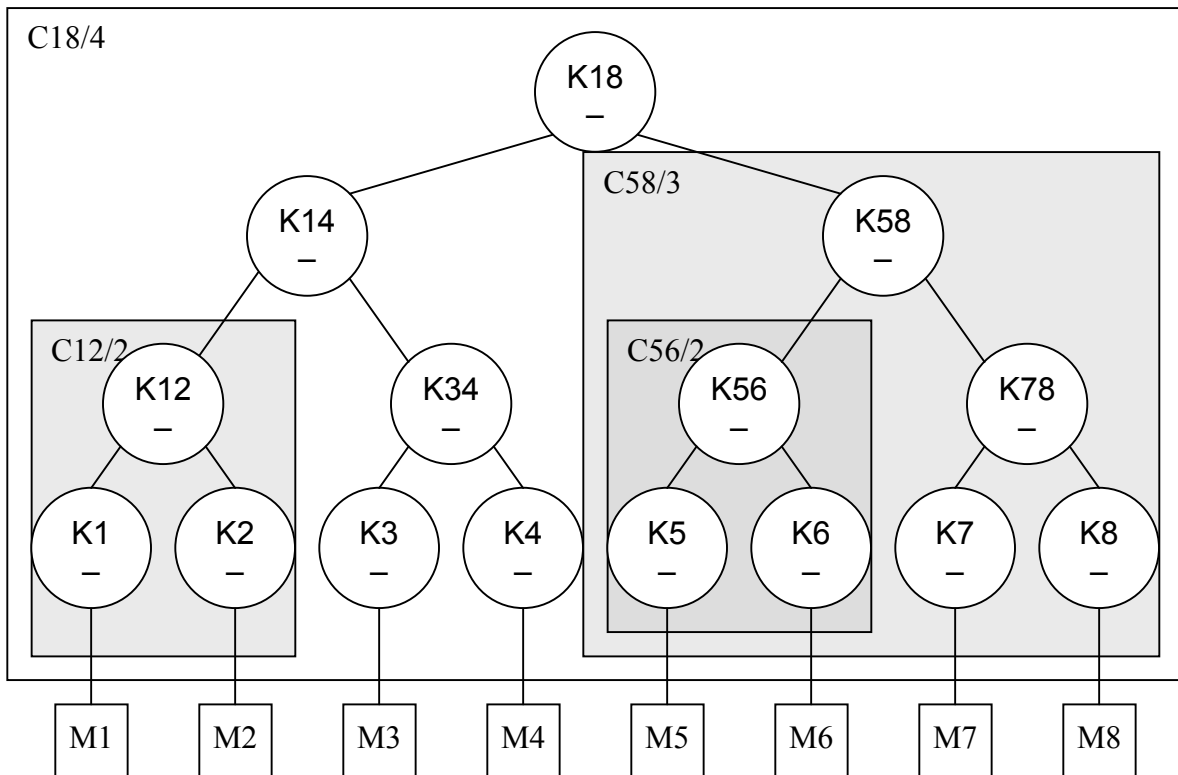 C18/4
K18
–
C58/3
K14
–
K58
–
C12/2
K12
–
K34
–
C56/2
K56
–
K78
–
K1
–
K2
–
K3
–
K4
–
K5
–
K6
–
K7
–
K8
–
M1
M2
M3
M4
M5
M6
M7
M8